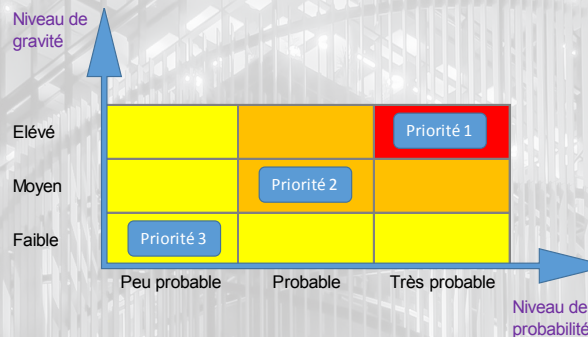 Niveau de
gravité
Elévé
Priorité 1
Moyen
Priorité 2
Faible
Priorité 3
Peu probable
Probable
Très probable
Niveau de
probabilité